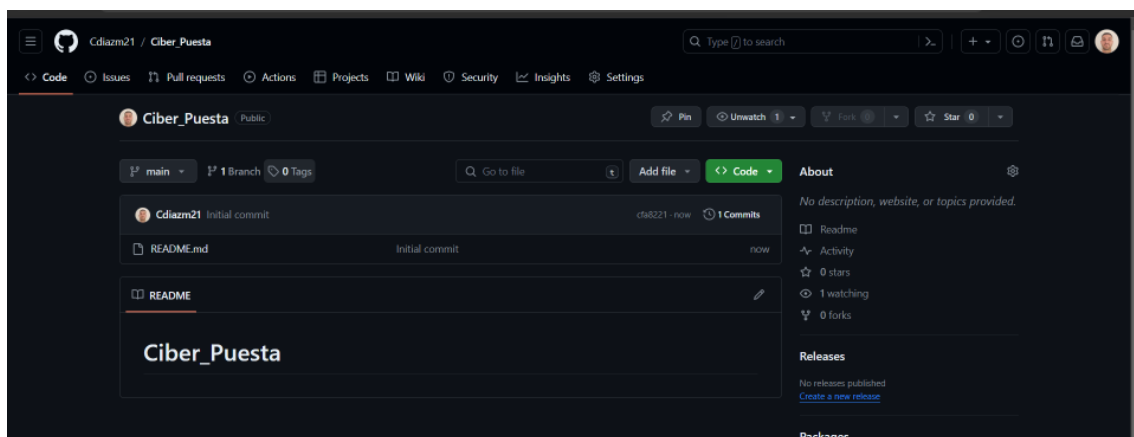 Cdiazm21 / Ciber_Puesta
Type / to search
Code Issues Pull requests Actions Projects Wiki Security Insights Settings
Ciber_Puesta Public
Pin Unwatch 1 Fork 0 Star 0
main 1 Branch 0 Tags
Go to file t Add file Code
Cdiazm21 Initial commit cfa8221 · now 1 Commits
README.md Initial commit now
README
Ciber_Puesta
About
No description, website, or topics provided.
Readme
Activity
0 stars
1 watching
0 forks
Releases
No releases published
Create a new release
Packages